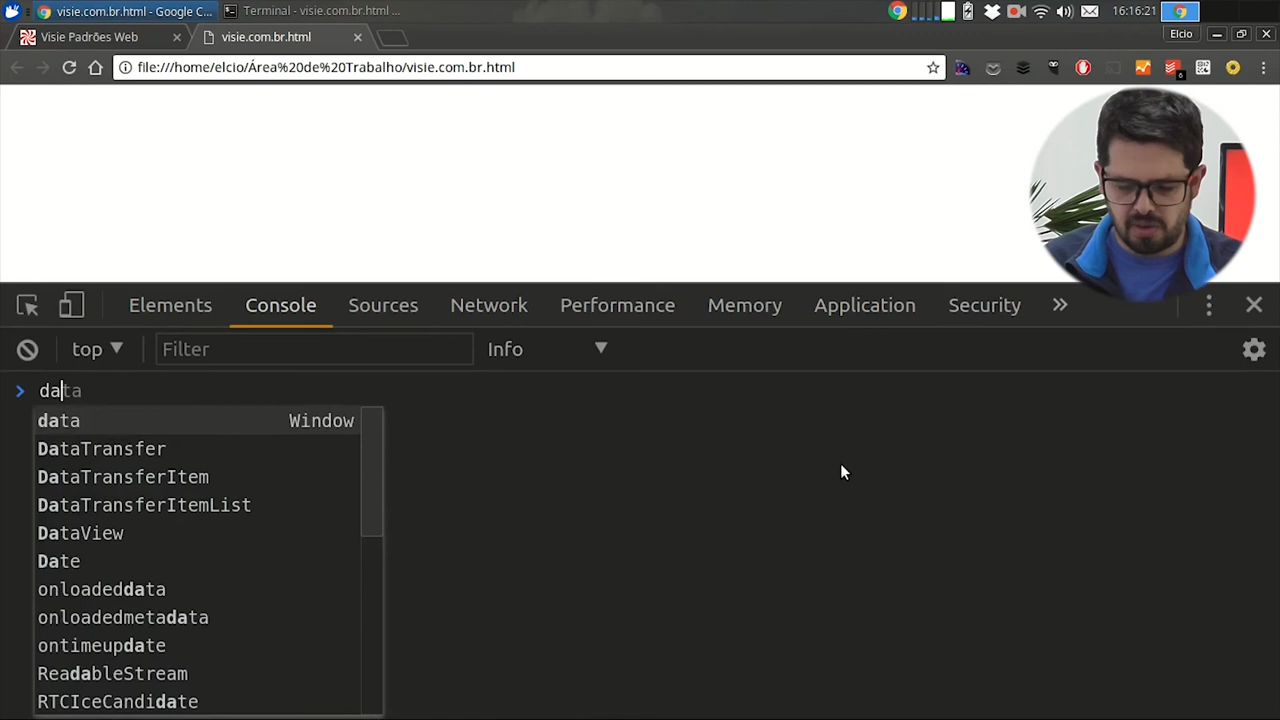 visie.com.br.html - Google C... Terminal - visie.com.br.html ... 16:16:21
Visie Padrões Web visie.com.br.html Elcio
file:///home/elcio/Área%20de%20Trabalho/visie.com.br.html 6
Elements Console Sources Network Performance Memory Application Security
top Filter Info
data
data Window
DataTransfer
DataTransferItem
DataTransferItemList
DataView
Date
onloadeddata
onloadedmetadata
ontimeupdate
ReadableStream
RTCIceCandidate